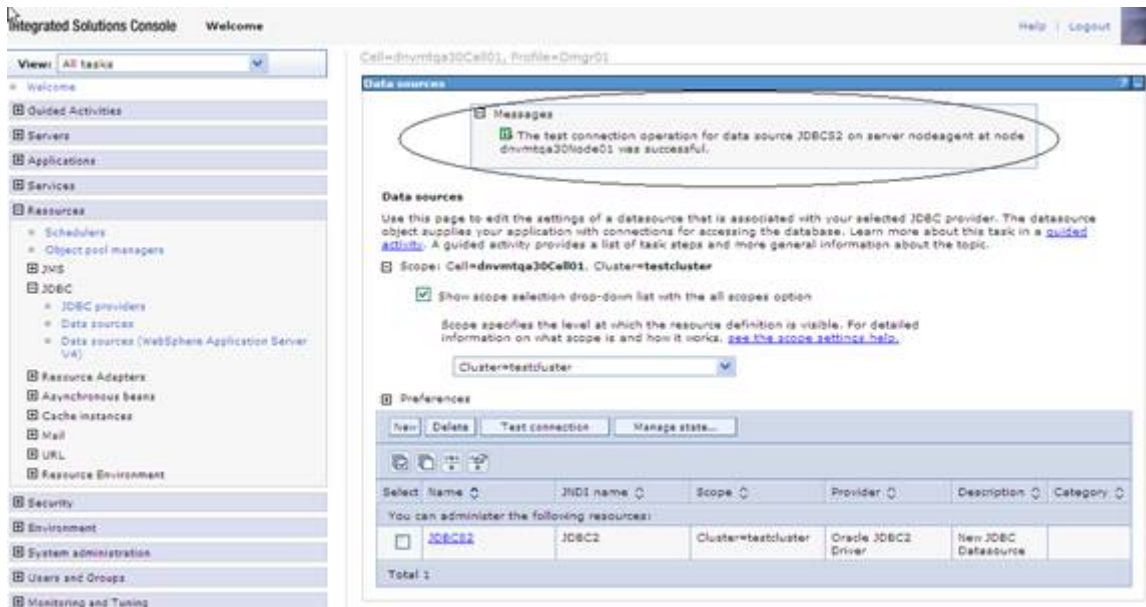 Integrated Solutions Console Welcome
Help | Logout
View: All tasks
Welcome
Guided Activities
Servers
Applications
Services
Resources
Schedulers
Object pool managers
JMS
JDBC
JDBC providers
Data sources
Data sources (WebSphere Application Server V4)
Resource Adapters
Asynchronous beans
Cache instances
Mail
URL
Resource Environment
Security
Environment
System administration
Users and Groups
Monitoring and Tuning
Cell=dnvmtqa30Cell01, Profile=Dmgr01
Data sources
? -
Messages
The test connection operation for data source JDBCS2 on server nodeagent at node
dnvmtqa30Node01 was successful.
Data sources
Use this page to edit the settings of a datasource that is associated with your selected JDBC provider. The datasource
object supplies your application with connections for accessing the database. Learn more about this task in a guided
activity. A guided activity provides a list of task steps and more general information about the topic.
Scope: Cell=dnvmtqa30Cell01, Cluster=testcluster
Show scope selection drop-down list with the all scopes option
Scope specifies the level at which the resource definition is visible. For detailed
information on what scope is and how it works, see the scope settings help.
Cluster=testcluster
Preferences
New Delete Test connection Manage state...
Select Name JNDI name Scope Provider Description Category
You can administer the following resources:
JDBCS2 JDBC2 Cluster=testcluster Oracle JDBC2 Driver New JDBC Datasource
Total 1